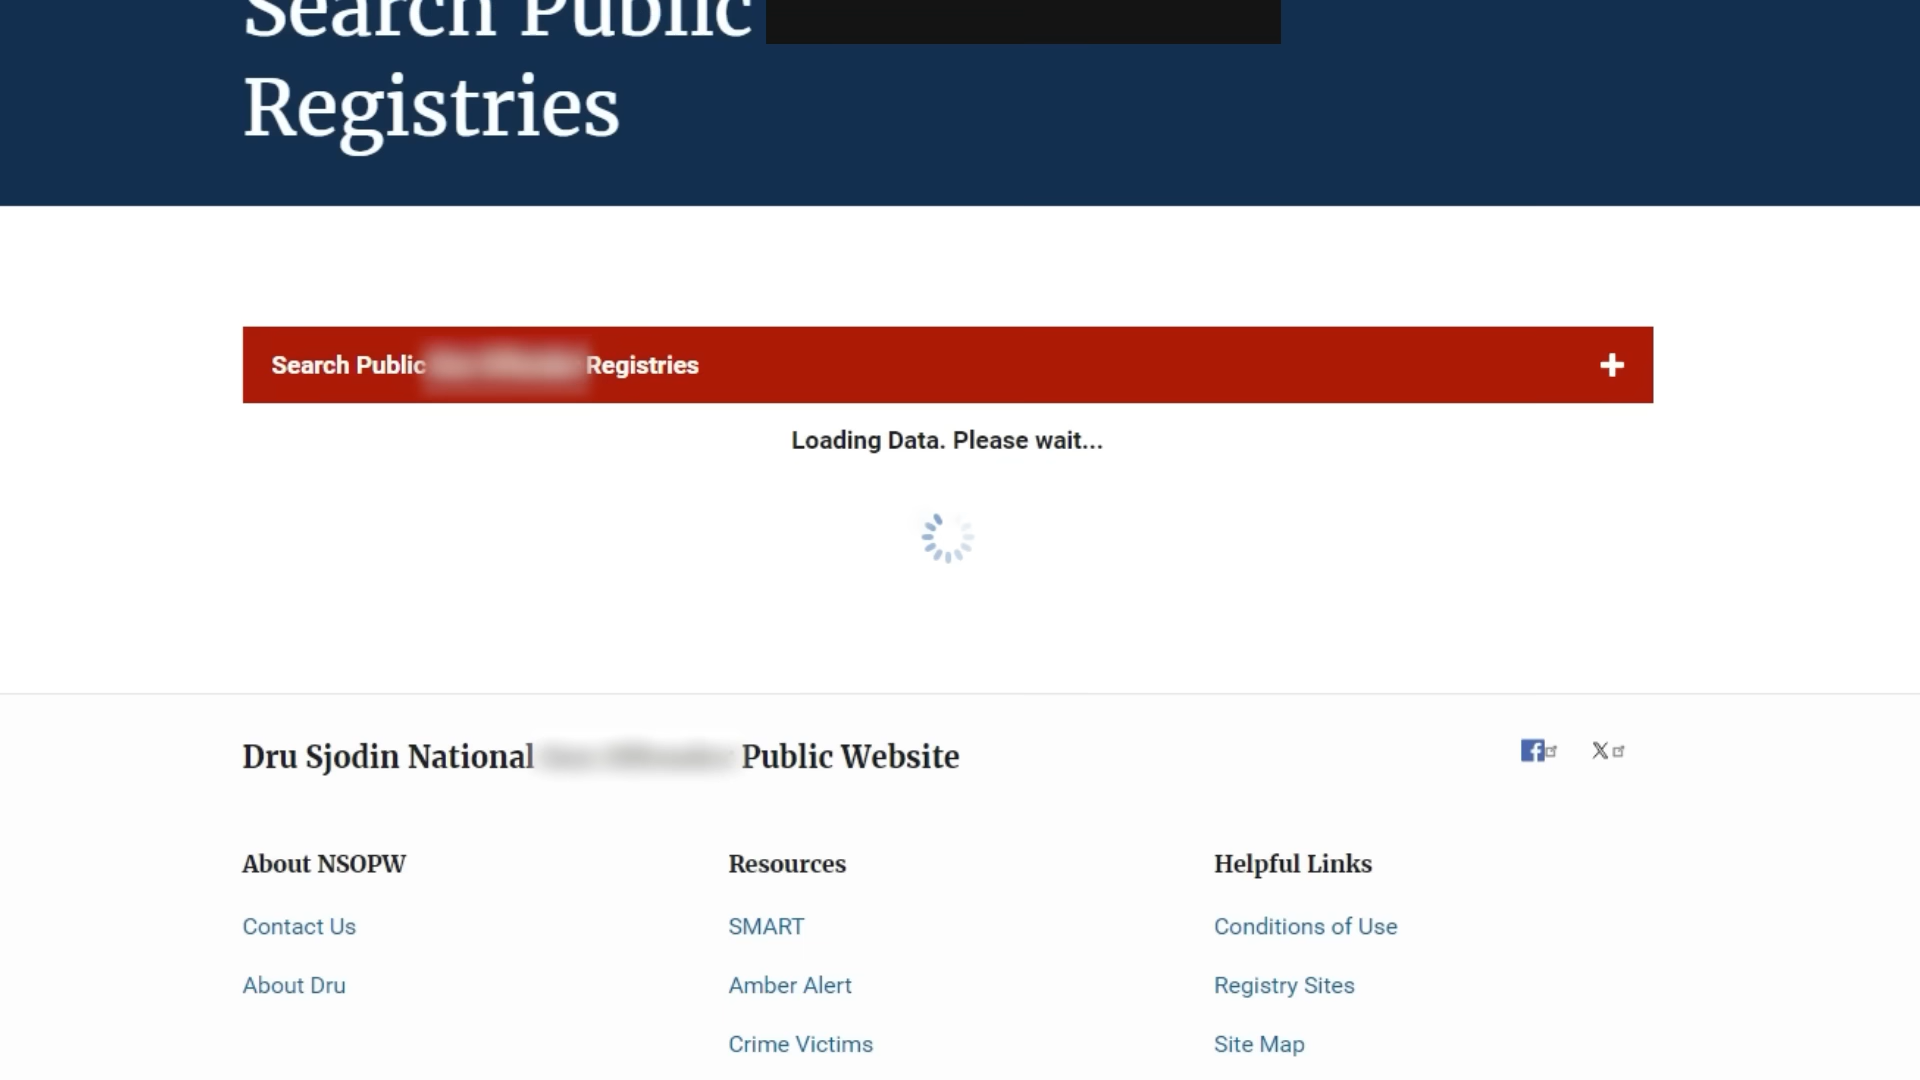 Search Public
Registries
Search Public Registries
Loading Data. Please wait...
Dru Sjodin National Public Website
About NSOPW
Resources
Helpful Links
Contact Us
SMART
Conditions of Use
About Dru
Amber Alert
Registry Sites
Crime Victims
Site Map